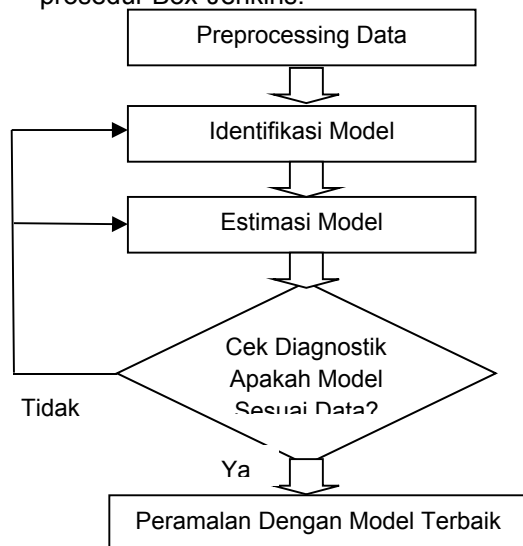 prosedur Box-Jenkins.
Preprocessing Data
Identifikasi Model
Estimasi Model
Cek Diagnostik
Apakah Model
Sesuai Data?
Tidak
Ya
Peramalan Dengan Model Terbaik